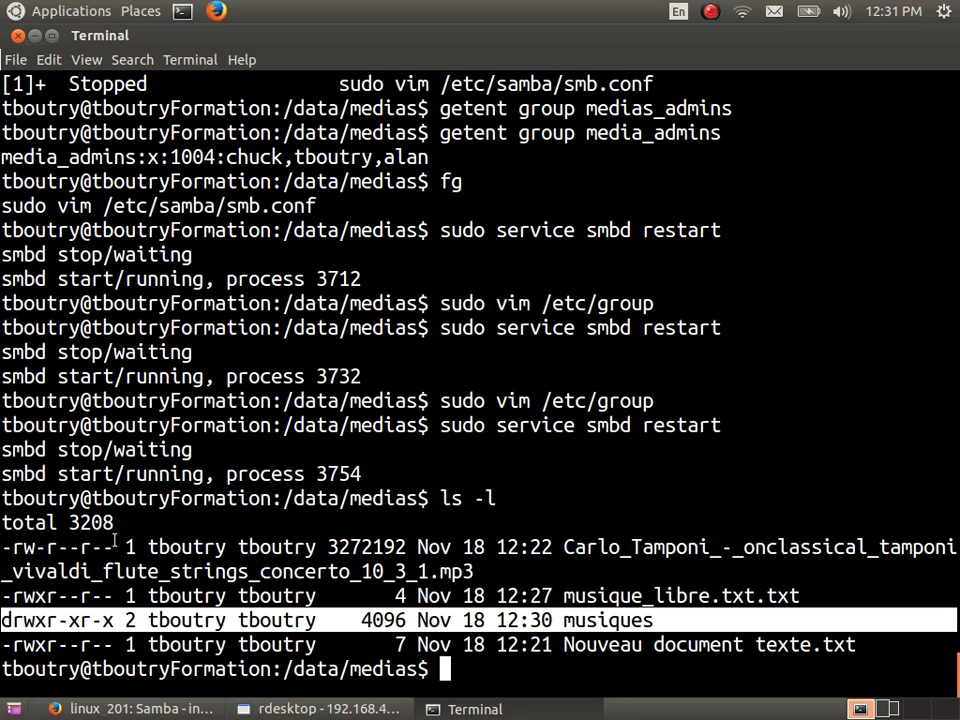 Applications Places En 12:31 PM
Terminal
File Edit View Search Terminal Help
[1]+ Stopped sudo vim /etc/samba/smb.conf
tboutry@tboutryFormation:/data/medias$ getent group medias_admins
tboutry@tboutryFormation:/data/medias$ getent group media_admins
media_admins:x:1004:chuck,tboutry,alan
tboutry@tboutryFormation:/data/medias$ fg
sudo vim /etc/samba/smb.conf
tboutry@tboutryFormation:/data/medias$ sudo service smbd restart
smbd stop/waiting
smbd start/running, process 3712
tboutry@tboutryFormation:/data/medias$ sudo vim /etc/group
tboutry@tboutryFormation:/data/medias$ sudo service smbd restart
smbd stop/waiting
smbd start/running, process 3732
tboutry@tboutryFormation:/data/medias$ sudo vim /etc/group
tboutry@tboutryFormation:/data/medias$ sudo service smbd restart
smbd stop/waiting
smbd start/running, process 3754
tboutry@tboutryFormation:/data/medias$ ls -l
total 3208
-rw-r--r-- 1 tboutry tboutry 3272192 Nov 18 12:22 Carlo_Tamponi_-_onclassical_tamponi
_vivaldi_flute_strings_concerto_10_3_1.mp3
-rwxr--r-- 1 tboutry tboutry 4 Nov 18 12:27 musique_libre.txt.txt
drwxr-xr-x 2 tboutry tboutry 4096 Nov 18 12:30 musiques
-rwxr--r-- 1 tboutry tboutry 7 Nov 18 12:21 Nouveau document texte.txt
tboutry@tboutryFormation:/data/medias$
linux_201: Samba - in... rdesktop - 192.168.4... Terminal